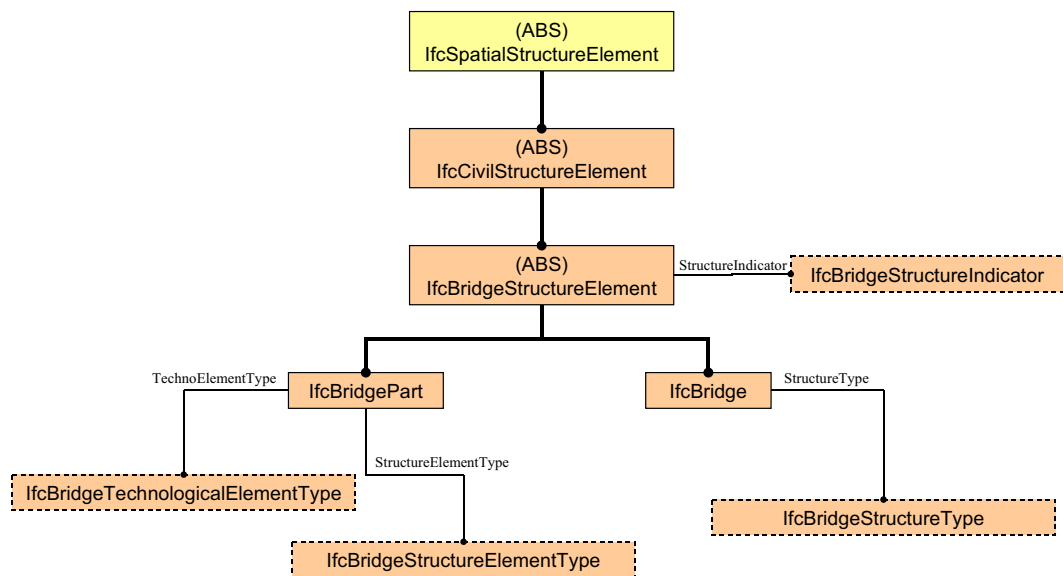 (ABS)
IfcSpatialStructureElement
(ABS)
IfcCivilStructureElement
(ABS)
IfcBridgeStructureElement
StructureIndicator
IfcBridgeStructureIndicator
TechnoElementType
IfcBridgePart
IfcBridge
StructureType
StructureElementType
IfcBridgeTechnologicalElementType
IfcBridgeStructureType
IfcBridgeStructureElementType